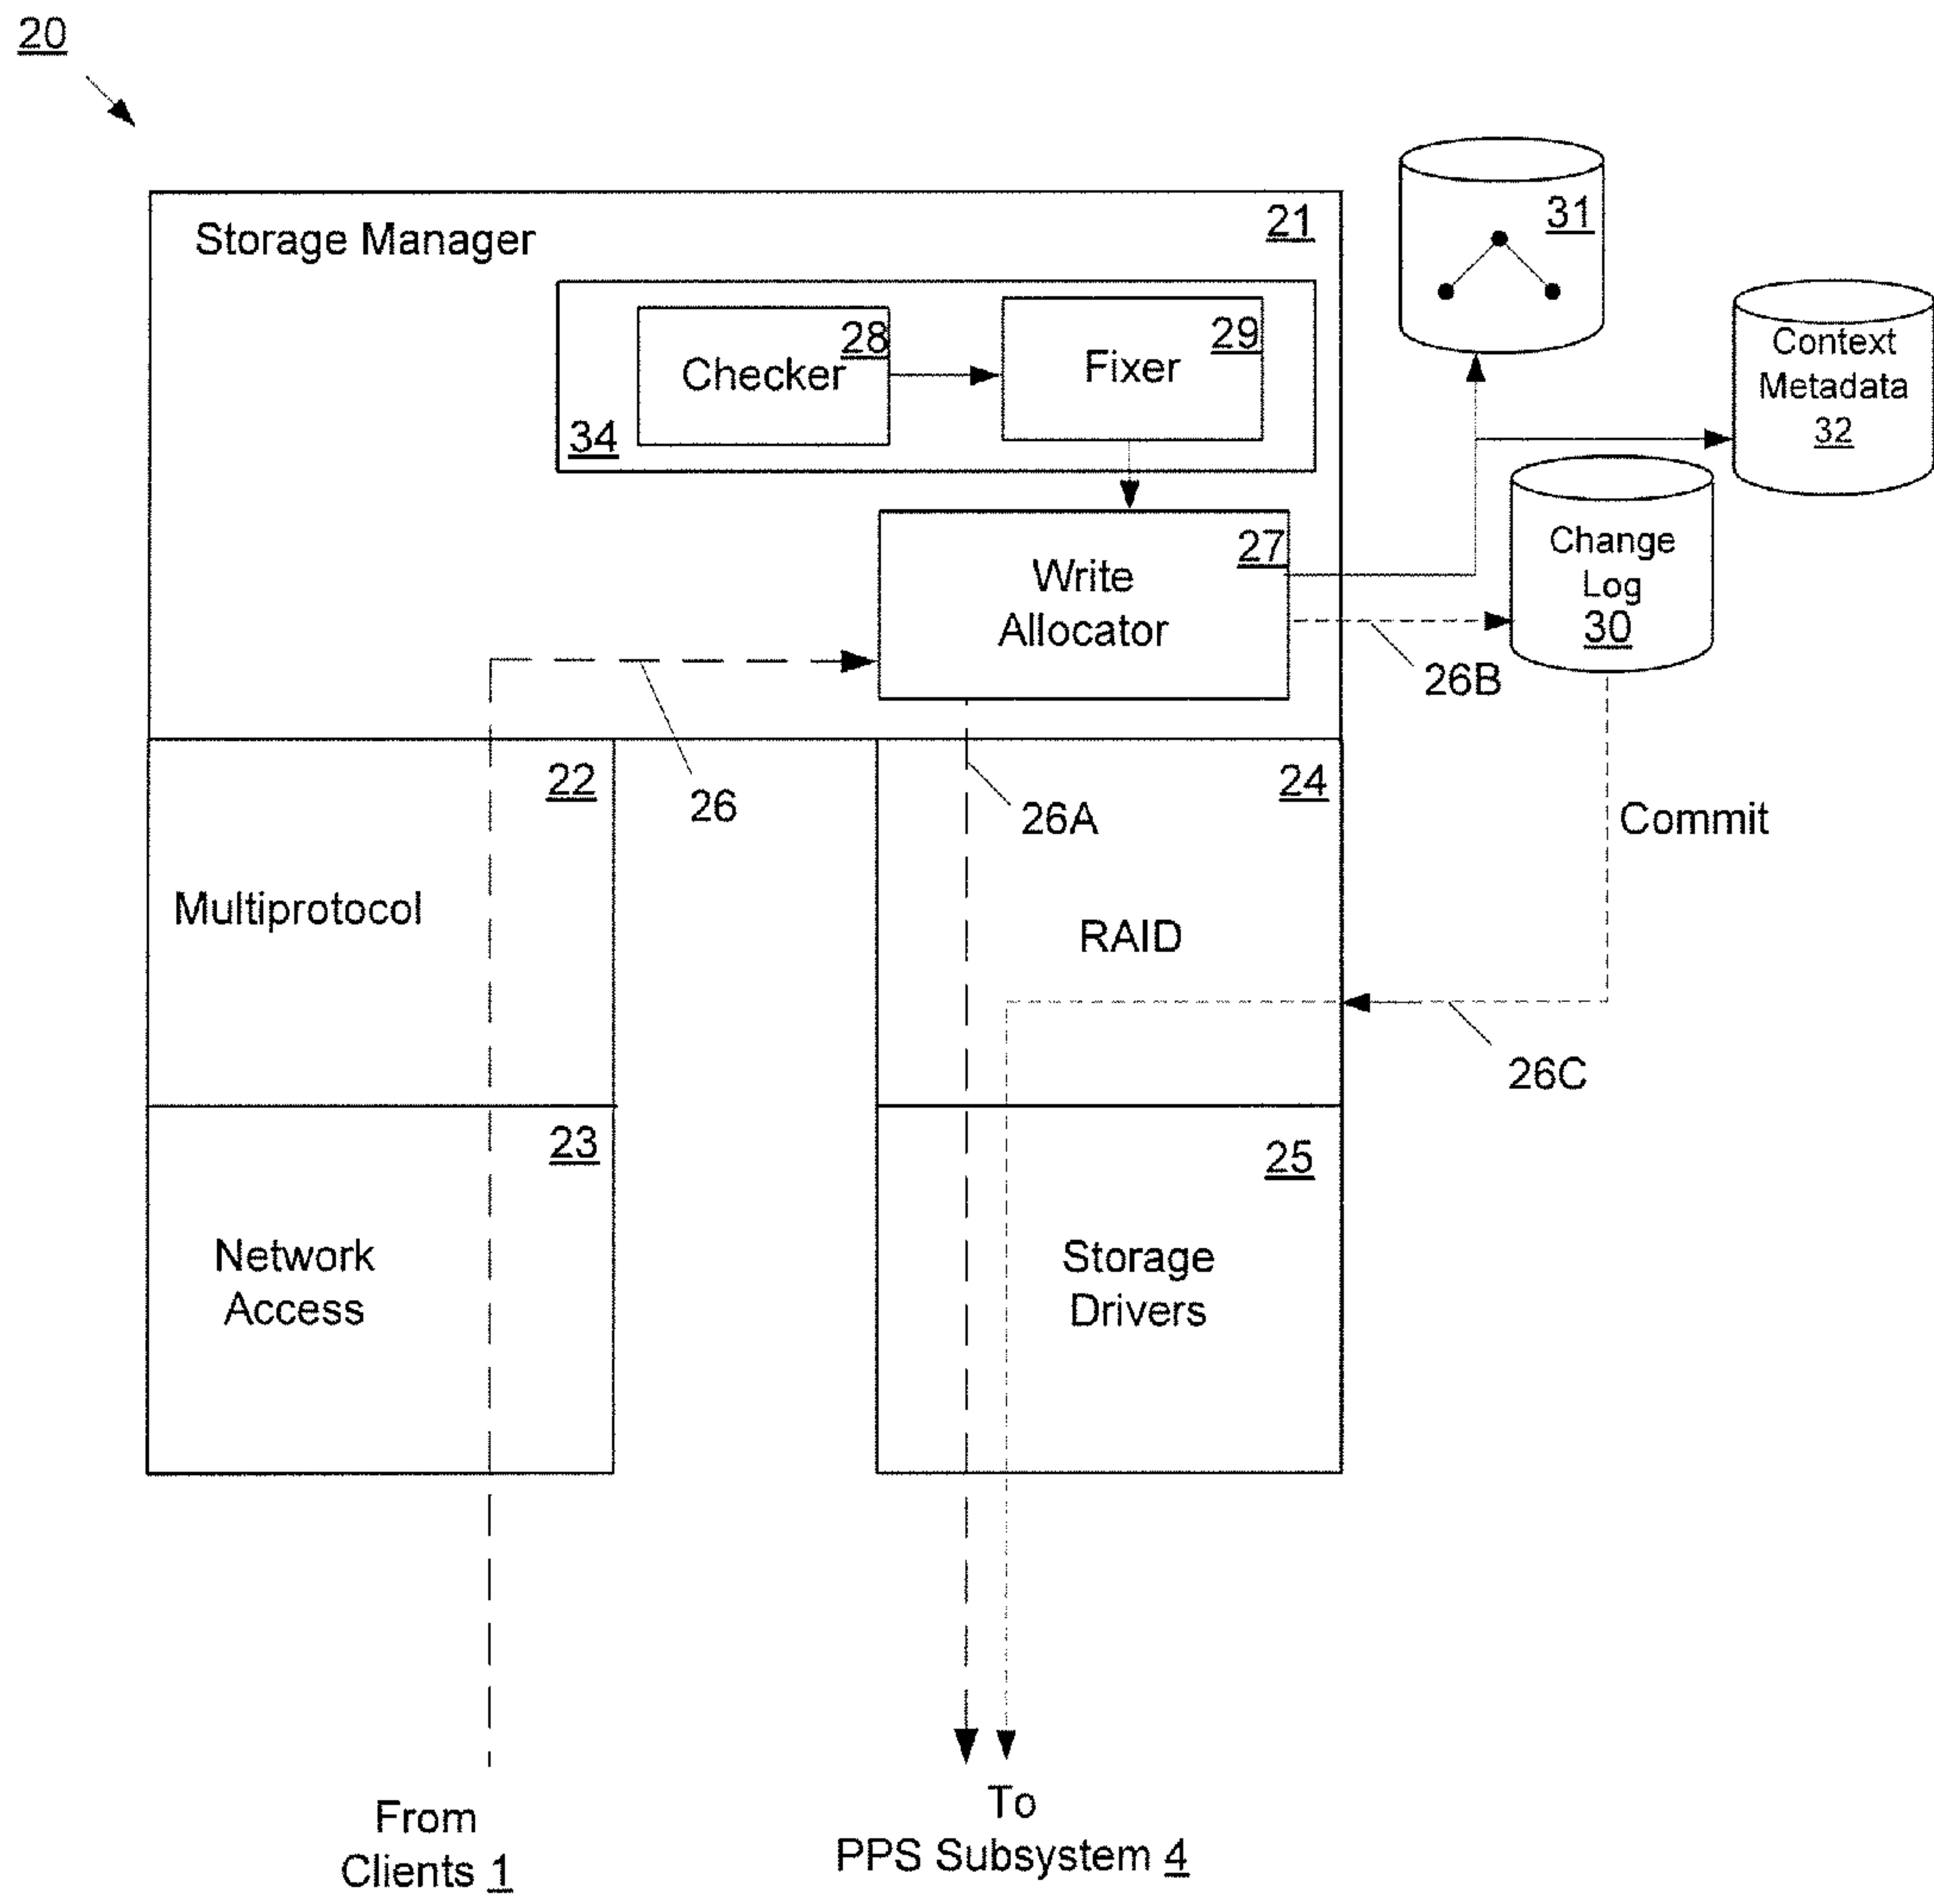 20
Storage Manager
21
31
Checker
28
Fixer
29
34
Context
Metadata
32
Write
Allocator
27
Change
Log
30
26B
26
26A
22
Multiprotocol
24
RAID
Commit
26C
23
Network
Access
25
Storage
Drivers
From
Clients 1
To
PPS Subsystem 4